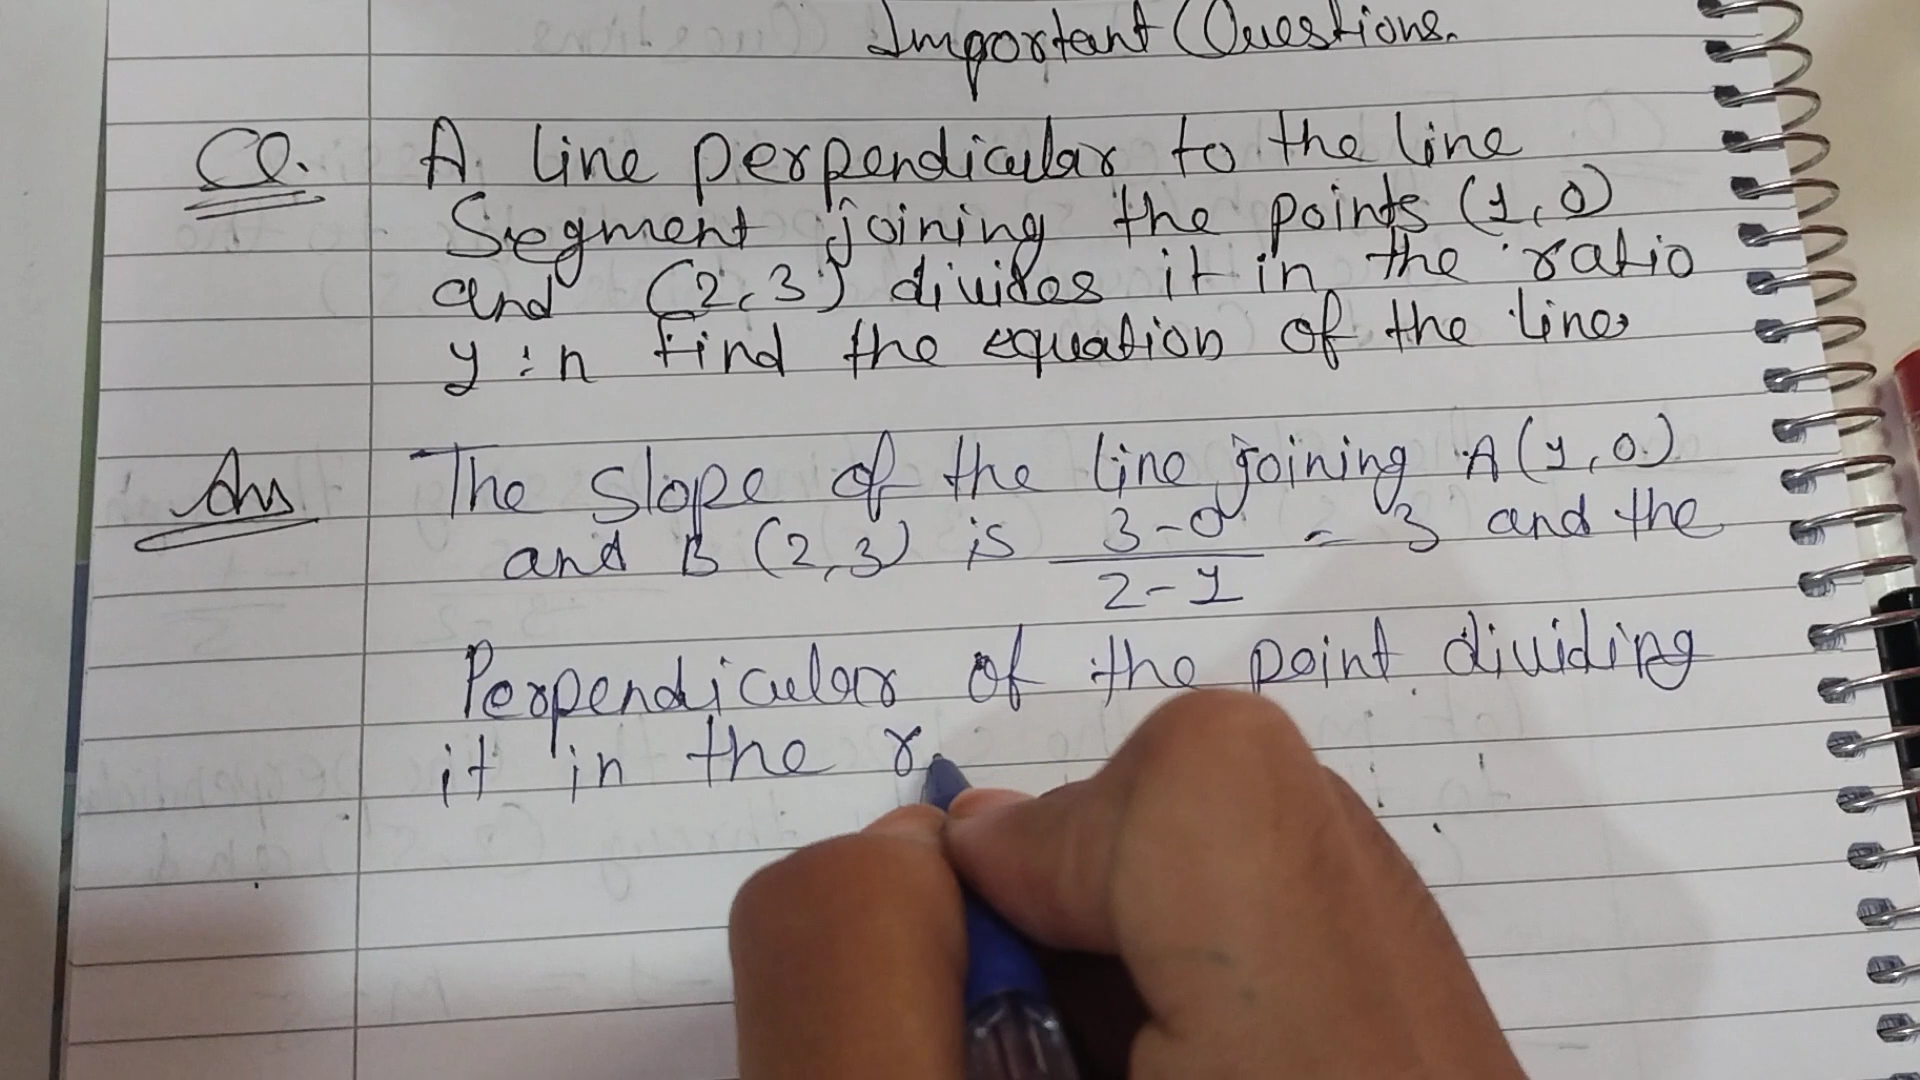 Important Questions.
Q. A line perpendicular to the line
Segment joining the points (1, 0)
and (2, 3) divides it in the ratio
1 : n Find the equation of the line
Ans The slope of the line joining A (1, 0)
and B (2, 3) is 3-0 / 2-1 = 3 and the
Perpendicular of the point dividing
it in the r